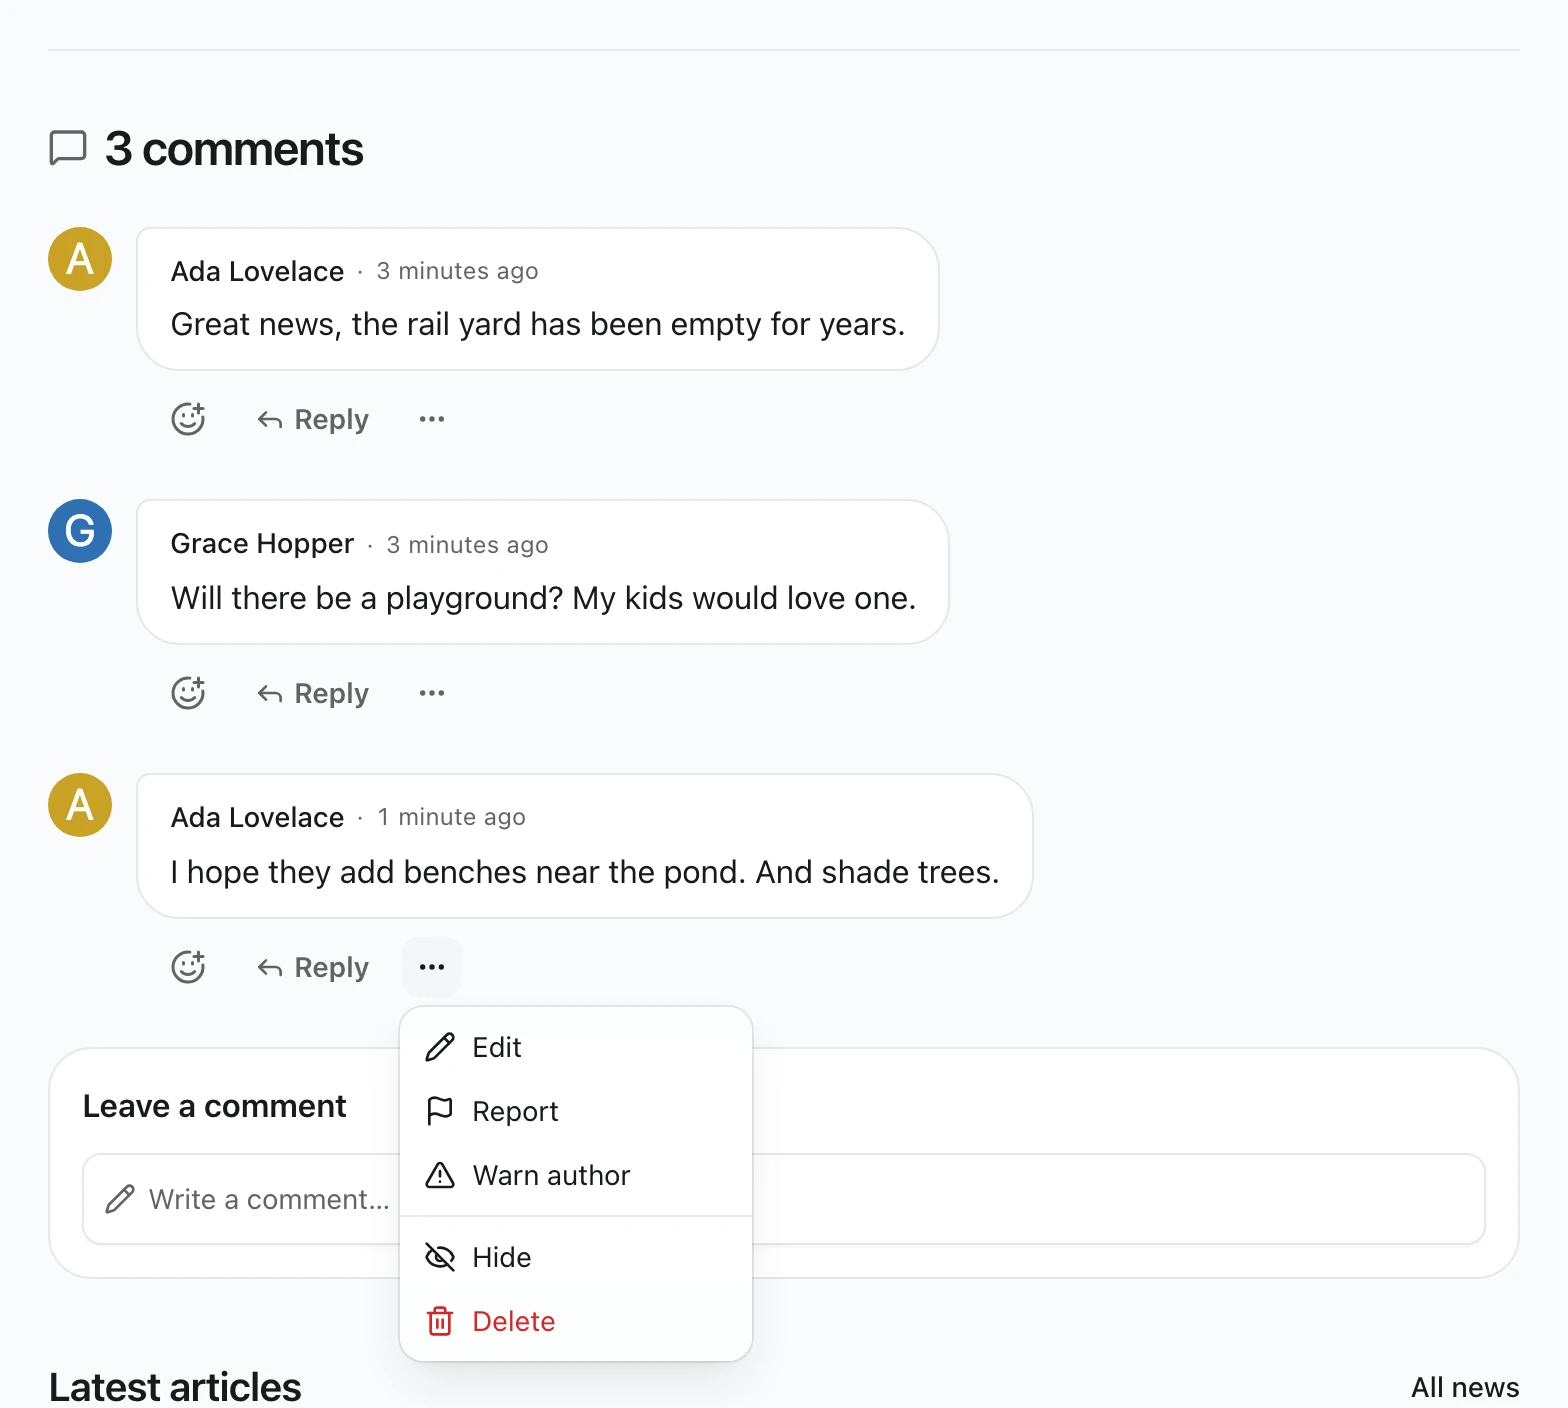 3 comments
A
Ada Lovelace · 3 minutes ago
Great news, the rail yard has been empty for years.
Reply
G
Grace Hopper · 3 minutes ago
Will there be a playground? My kids would love one.
Reply
A
Ada Lovelace · 1 minute ago
I hope they add benches near the pond. And shade trees.
Reply
Edit
Report
Warn author
Hide
Delete
Leave a comment
Write a comment...
Latest articles
All news